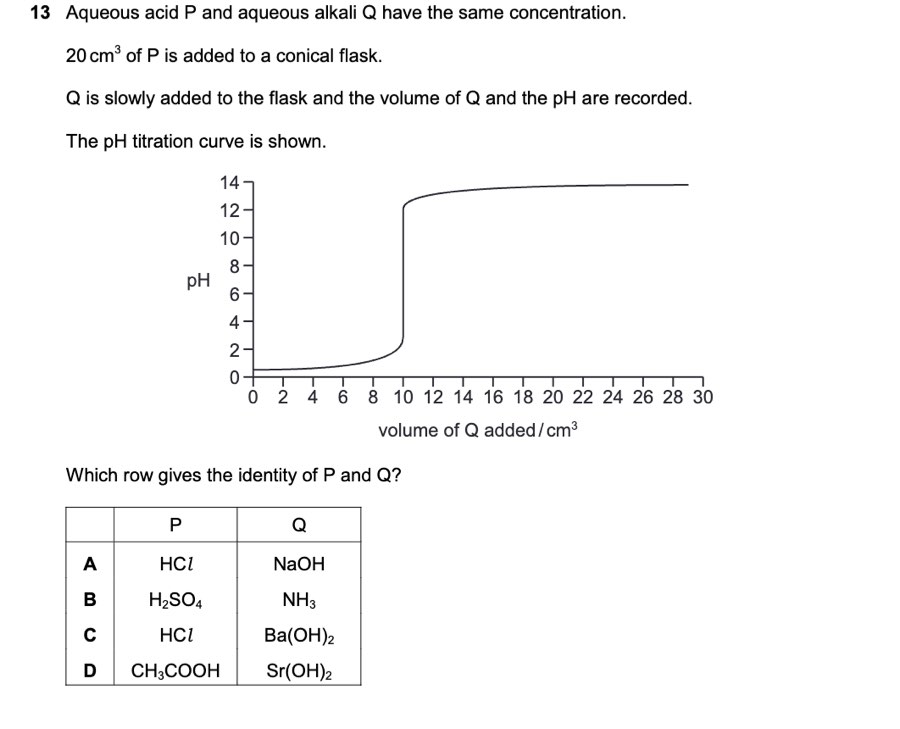 13 Aqueous acid P and aqueous alkali Q have the same concentration.
20 cm³ of P is added to a conical flask.
Q is slowly added to the flask and the volume of Q and the pH are recorded.
The pH titration curve is shown.
14
12
10
8
pH
6
4
2
0
0 2 4 6 8 10 12 14 16 18 20 22 24 26 28 30
volume of Q added / cm³
Which row gives the identity of P and Q?
P Q
A HCl NaOH
B H₂SO₄ NH₃
C HCl Ba(OH)₂
D CH₃COOH Sr(OH)₂